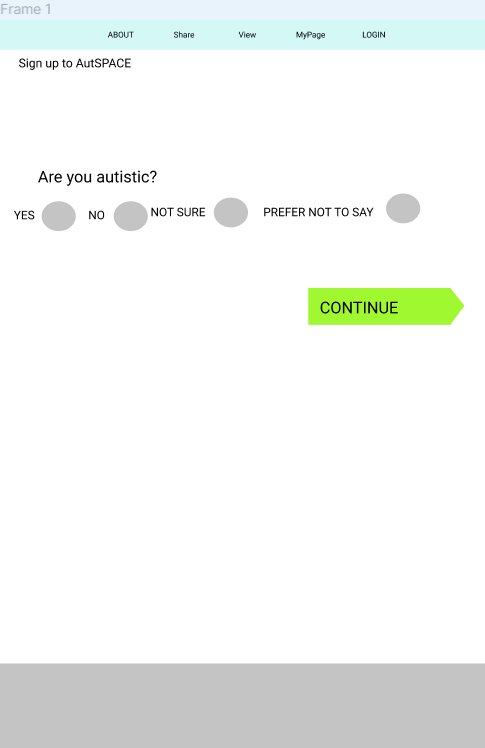 Frame 1
ABOUT Share View MyPage LOGIN
Sign up to AutSPACE
Are you autistic?
YES NO NOT SURE PREFER NOT TO SAY
CONTINUE